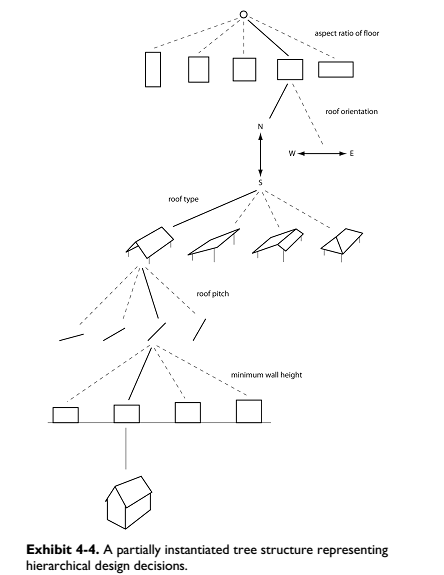 aspect ratio of floor
roof orientation
N
W E
S
roof type
roof pitch
minimum wall height
Exhibit 4-4. A partially instantiated tree structure representing
hierarchical design decisions.